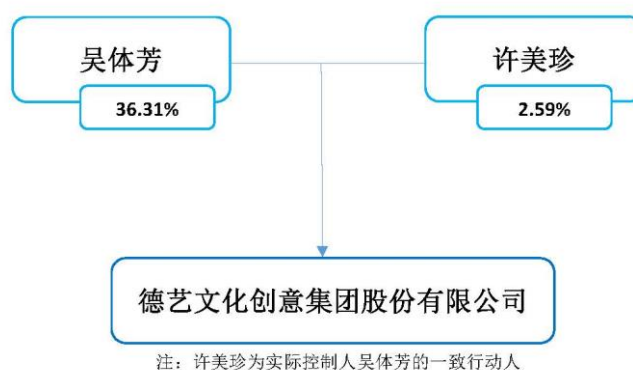 吴体芳
许美珍
36.31%
2.59%
德艺文化创意集团股份有限公司
注：许美珍为实际控制人吴体芳的一致行动人